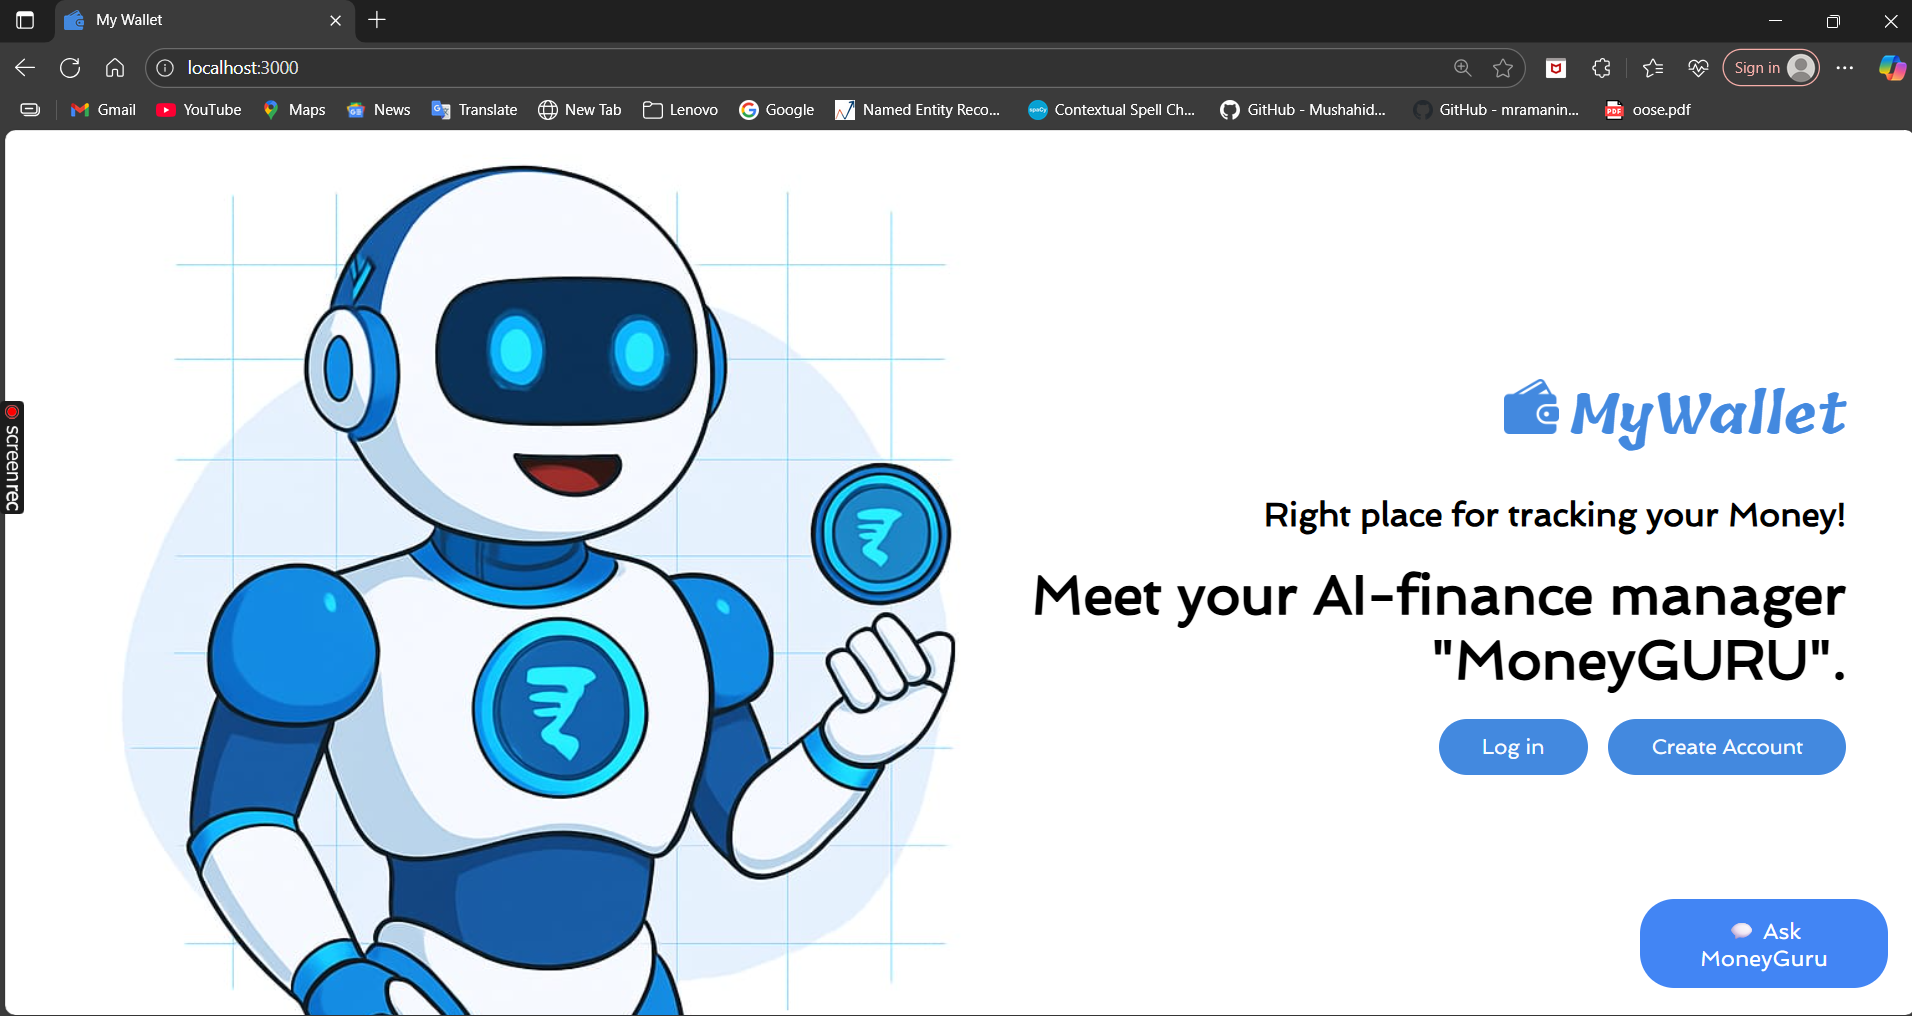 My Wallet
localhost:3000
Sign in
Gmail
YouTube
Maps
News
Translate
New Tab
Lenovo
Google
Named Entity Reco...
Contextual Spell Ch...
GitHub - Mushahid...
GitHub - mramanin...
oose.pdf
screenrec
MyWallet
Right place for tracking your Money!
Meet your AI-finance manager
"MoneyGURU".
Log in
Create Account
Ask
MoneyGuru